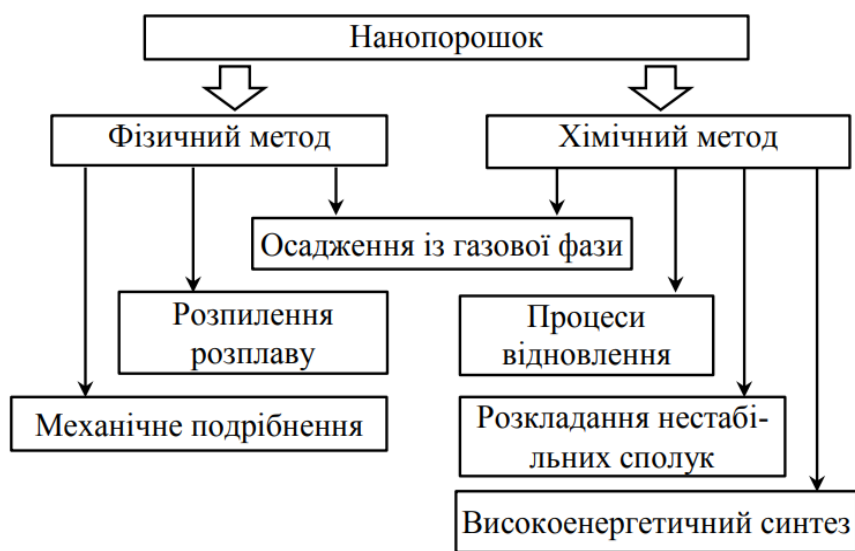 Нанопорошок
Фізичний метод
Хімічний метод
Осадження із газової фази
Розпилення
розплаву
Процеси
відновлення
Механічне подрібнення
Розкладання нестабі-
льних сполук
Високоенергетичний синтез